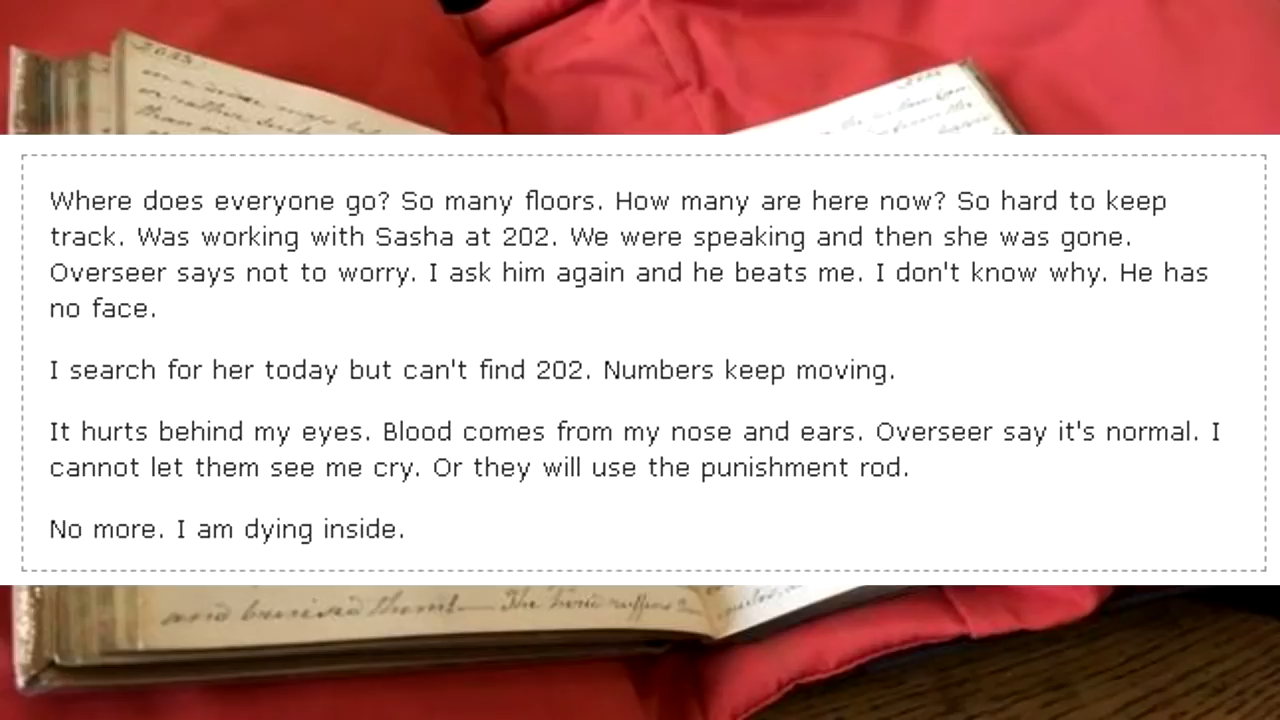 Where does everyone go? So many floors. How many are here now? So hard to keep
track. Was working with Sasha at 202. We were speaking and then she was gone.
Overseer says not to worry. I ask him again and he beats me. I don't know why. He has
no face.
I search for her today but can't find 202. Numbers keep moving.
It hurts behind my eyes. Blood comes from my nose and ears. Overseer say it's normal. I
cannot let them see me cry. Or they will use the punishment rod.
No more. I am dying inside.